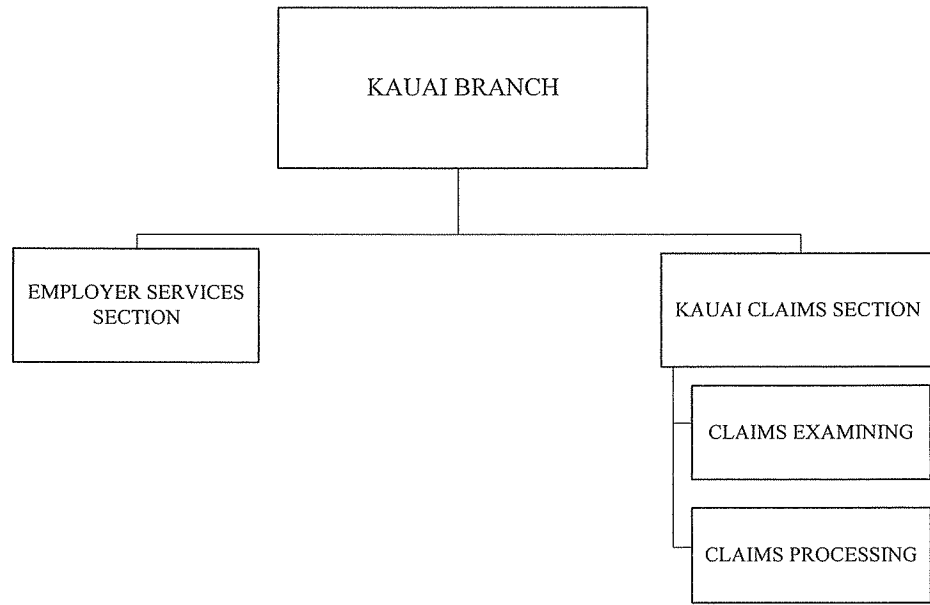 KAUAI BRANCH
EMPLOYER SERVICES
SECTION
KAUAI CLAIMS SECTION
CLAIMS EXAMINING
CLAIMS PROCESSING